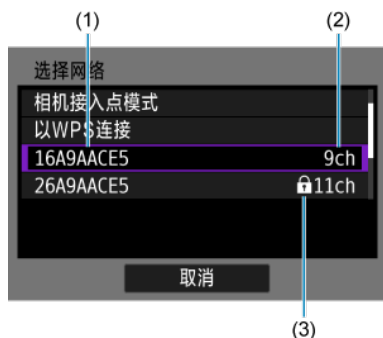 (1) (2)
选择网络
相机接入点模式
以WPS连接
16A9AACE5 9ch
26A9AACE5 11ch
取消
(3)